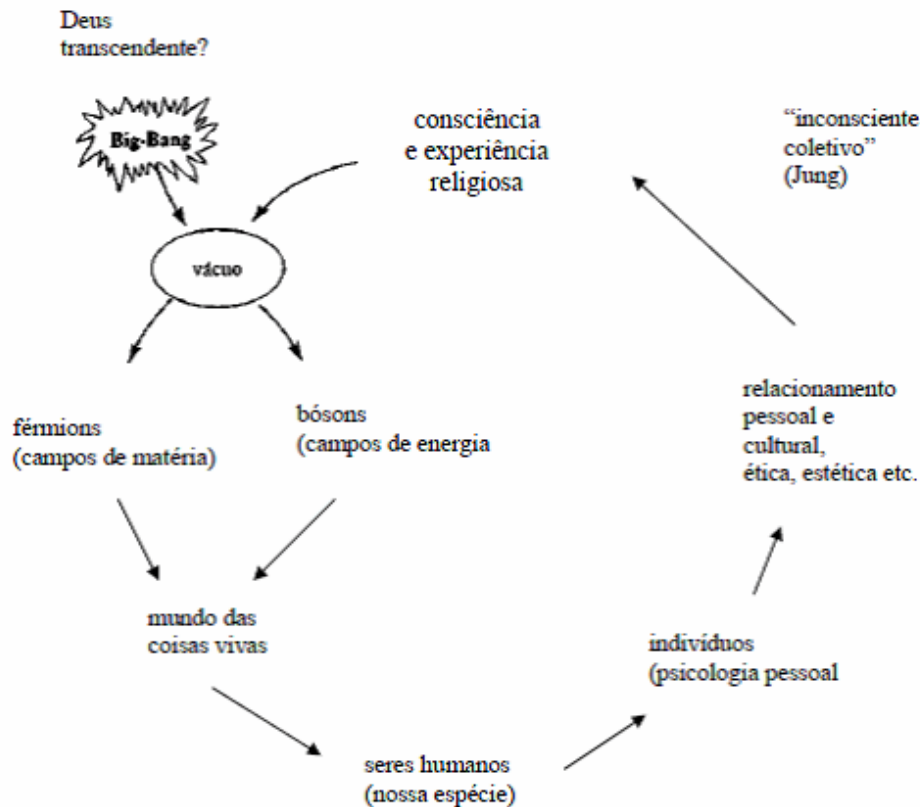 Deus
transcendente?
Big-Bang
consciência
e experiência
religiosa
“inconsciente
coletivo”
(Jung)
vácuo
férmions
(campos de matéria)
bósons
(campos de energia
relacionamento
pessoal e
cultural,
ética, estética etc.
mundo das
coisas vivas
indivíduos
(psicologia pessoal
seres humanos
(nossa espécie)